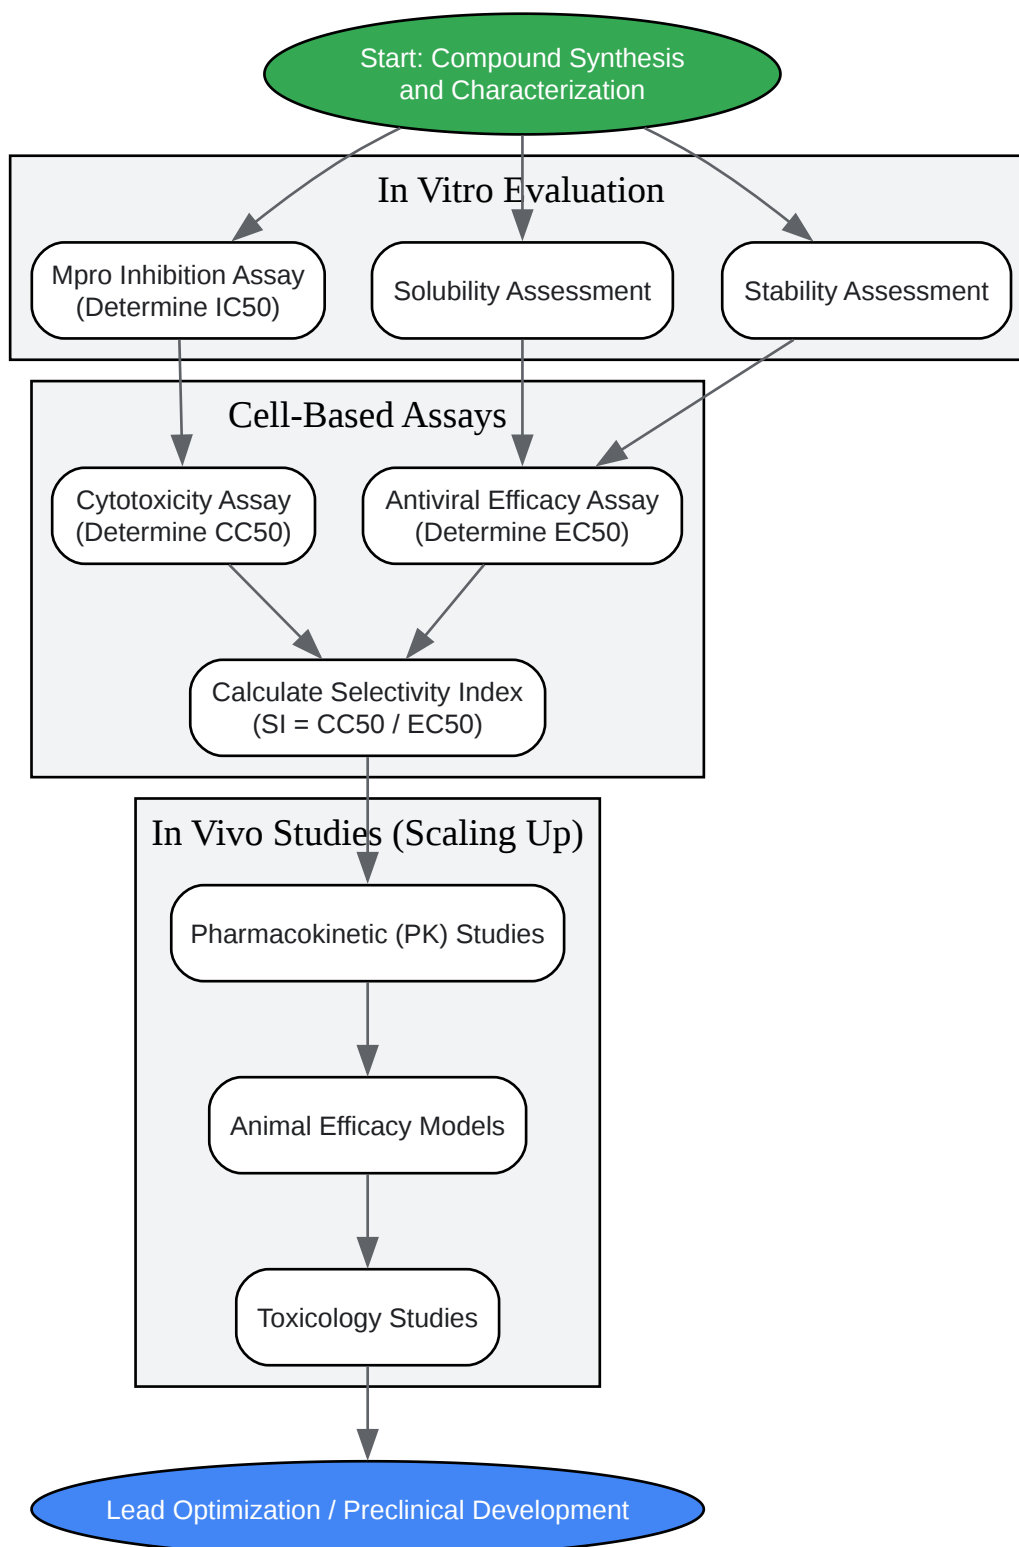 Start: Compound Synthesis
and Characterization
In Vitro Evaluation
Mpro Inhibition Assay
(Determine IC50)
Solubility Assessment
Stability Assessment
Cell-Based Assays
Cytotoxicity Assay
(Determine CC50)
Antiviral Efficacy Assay
(Determine EC50)
Calculate Selectivity Index
(SI = CC50 / EC50)
In Vivo Studies (Scaling Up)
Pharmacokinetic (PK) Studies
Animal Efficacy Models
Toxicology Studies
Lead Optimization / Preclinical Development